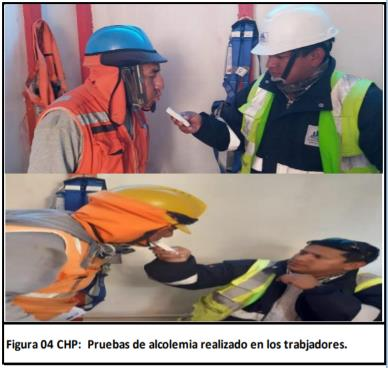 Figura 04 CHP:  Pruebas de alcolemia realizado en los trabjadores.